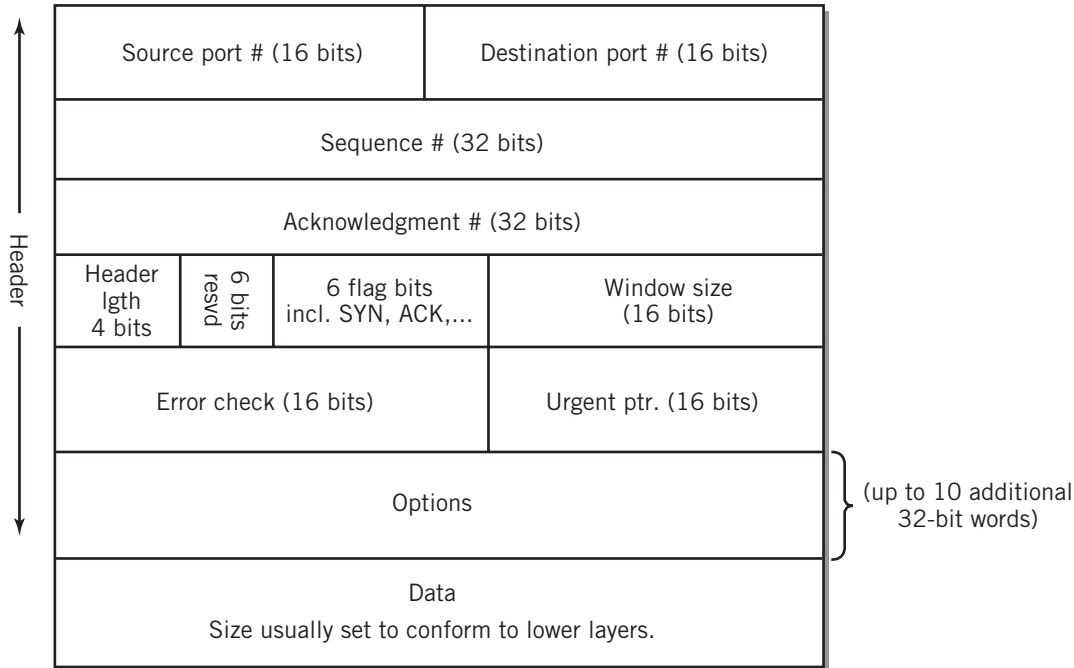 Source port # (16 bits)
Destination port # (16 bits)
Sequence # (32 bits)
Acknowledgment # (32 bits)
Header
Header
lgth
4 bits
6 bits
resvd
6 flag bits
incl. SYN, ACK,...
Window size
(16 bits)
Error check (16 bits)
Urgent ptr. (16 bits)
Options
(up to 10 additional
32-bit words)
Data
Size usually set to conform to lower layers.